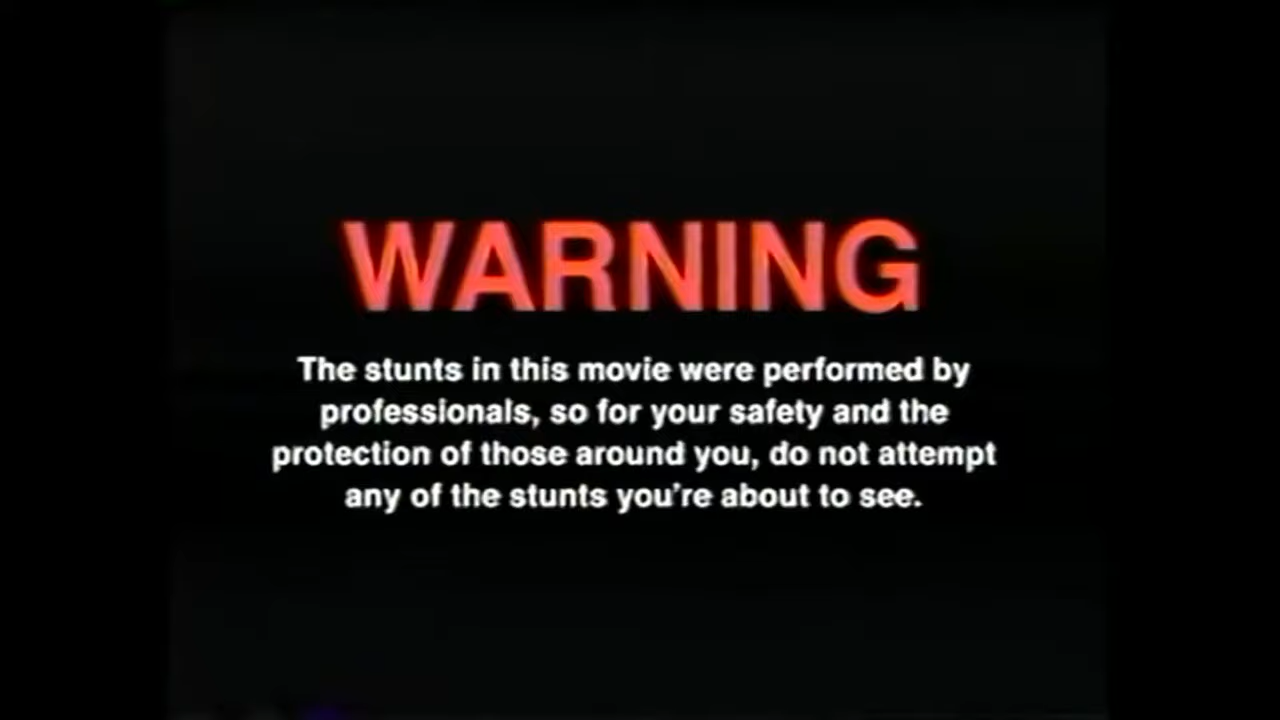 WARNING
The stunts in this movie were performed by
professionals, so for your safety and the
protection of those around you, do not attempt
any of the stunts you're about to see.